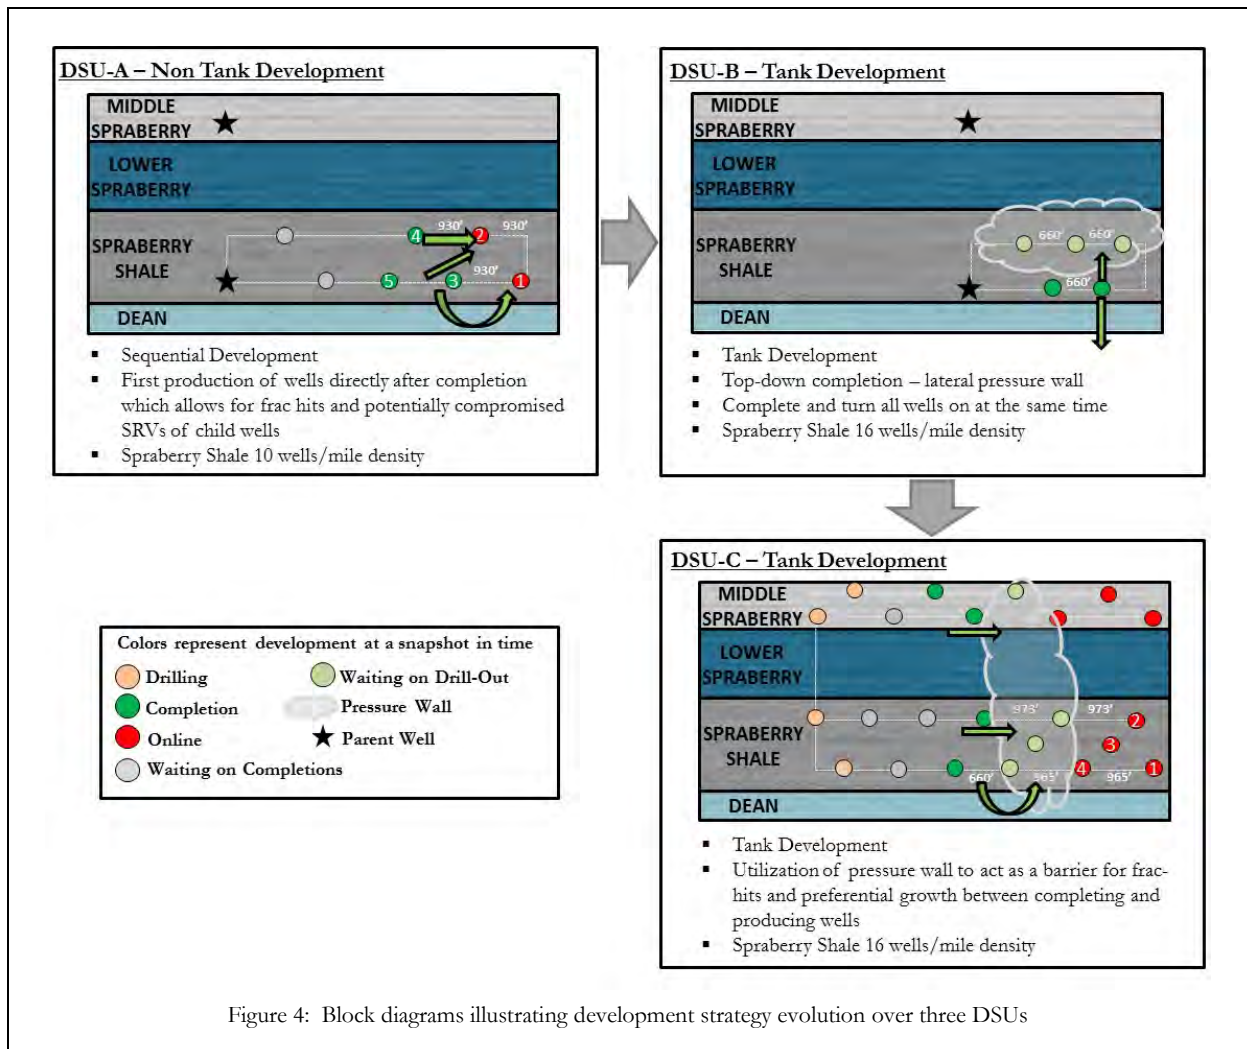 DSU-A – Non Tank Development
MIDDLE
SPRABERRY
LOWER
SPRABERRY
930' 930'
4 2
SPRABERRY
SHALE
930'
5 3 1
DEAN
▪ Sequential Development
▪ First production of wells directly after completion
which allows for frac hits and potentially compromised
SRVs of child wells
▪ Spraberry Shale 10 wells/mile density
DSU-B – Tank Development
MIDDLE
SPRABERRY
LOWER
SPRABERRY
660' 660'
SPRABERRY
SHALE
660'
DEAN
▪ Tank Development
▪ Top-down completion – lateral pressure wall
▪ Complete and turn all wells on at the same time
▪ Spraberry Shale 16 wells/mile density
DSU-C – Tank Development
MIDDLE
SPRABERRY
LOWER
SPRABERRY
973' 973'
2
SPRABERRY
SHALE
3
4 1
660' 965' 965'
DEAN
▪ Tank Development
▪ Utilization of pressure wall to act as a barrier for frac-
hits and preferential growth between completing and
producing wells
▪ Spraberry Shale 16 wells/mile density
Colors represent development at a snapshot in time
Drilling
Waiting on Drill-Out
Completion
Pressure Wall
Online
Parent Well
Waiting on Completions
Figure 4: Block diagrams illustrating development strategy evolution over three DSUs